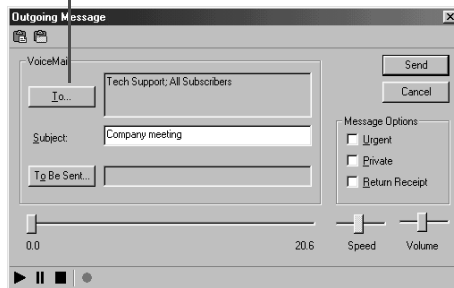 Outgoing Message
VoiceMail
To...
Tech Support; All Subscribers
Subject:
Company meeting
To Be Sent...
Send
Cancel
Message Options
Urgent
Private
Return Receipt
0.0
20.6
Speed
Volume